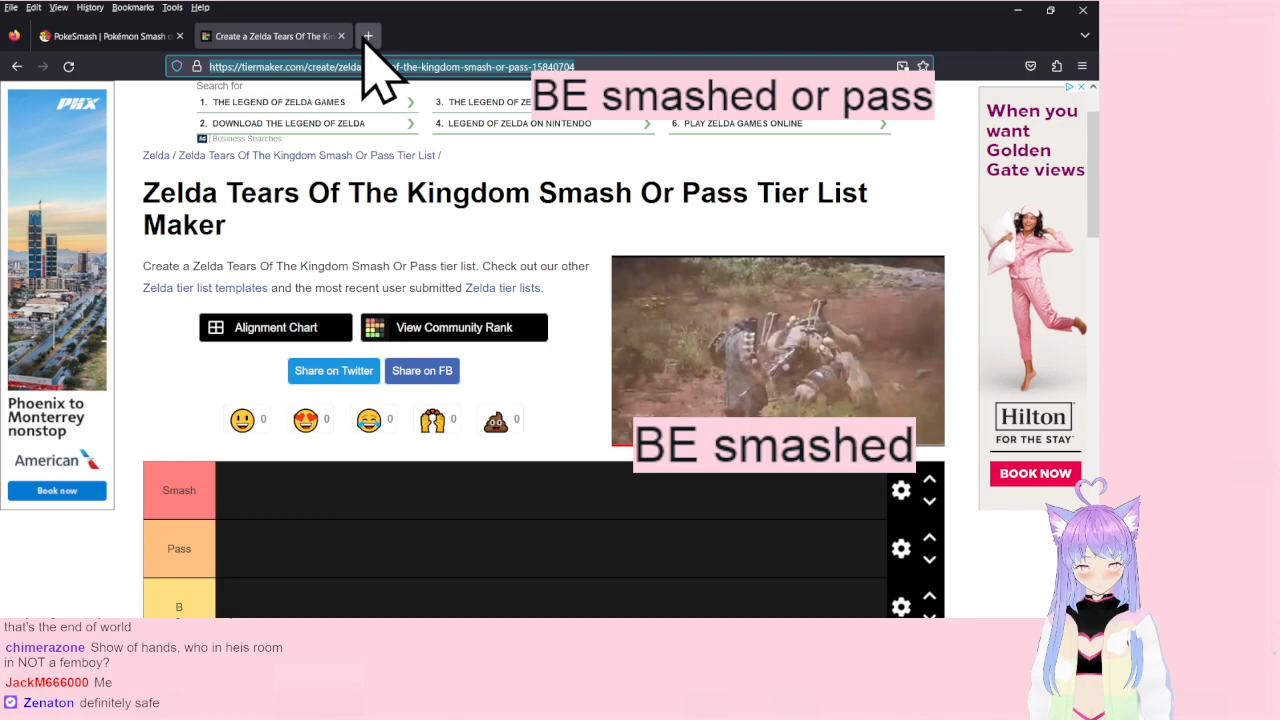 File Edit View History Bookmarks Tools Help
PokeSmash | Pokémon Smash o
Create a Zelda Tears Of The Kin
https://tiermaker.com/create/zelda
of-the-kingdom-smash-or-pass-15840704
BE smashed or pass
Search for
1. THE LEGEND OF ZELDA GAMES
3. THE LEGEND OF ZE
2. DOWNLOAD THE LEGEND OF ZELDA
4. LEGEND OF ZELDA ON NINTENDO
6. PLAY ZELDA GAMES ONLINE
Ad Business Searches
Zelda / Zelda Tears Of The Kingdom Smash Or Pass Tier List /
Zelda Tears Of The Kingdom Smash Or Pass Tier List
Maker
Create a Zelda Tears Of The Kingdom Smash Or Pass tier list. Check out our other
Zelda tier list templates and the most recent user submitted Zelda tier lists.
Alignment Chart
View Community Rank
Share on Twitter
Share on FB
0 0 0 0 0
BE smashed
Smash
Pass
B
PHX
Phoenix to
Monterrey
nonstop
American
Book now
When you
want
Golden
Gate views
Hilton
FOR THE STAY
BOOK NOW
that's the end of world
chimerazone Show of hands, who in heis room
in NOT a femboy?
JackM666000 Me
Zenaton definitely safe